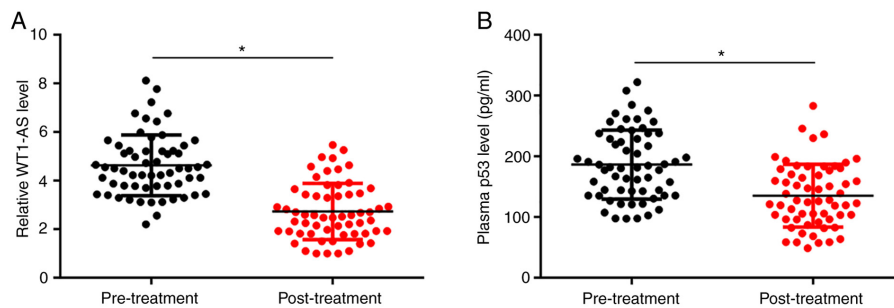 A
Relative WT1-AS level
10
8
6
4
2
0
*
Pre-treatment
Post-treatment
B
Plasma p53 level (pg/ml)
400
300
200
100
0
*
Pre-treatment
Post-treatment